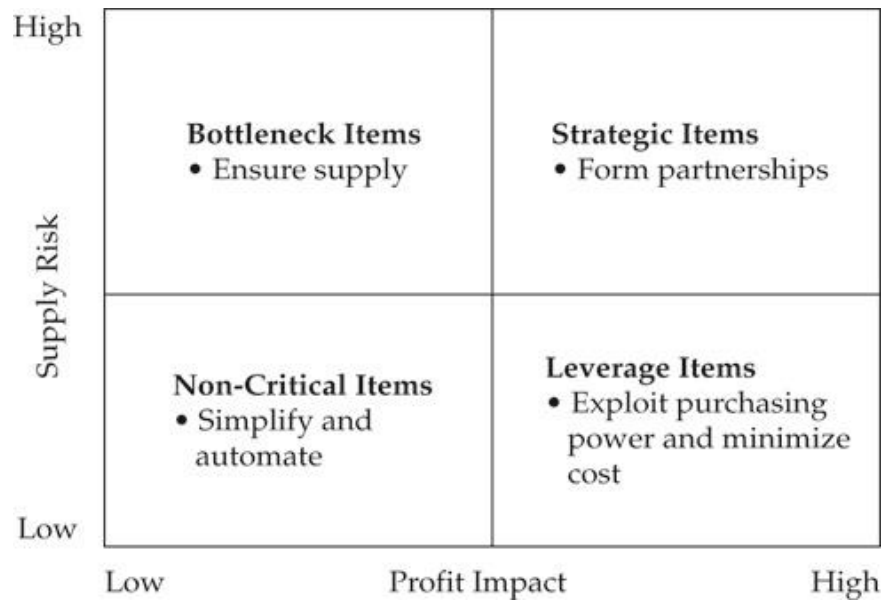 High
Bottleneck Items
• Ensure supply
Strategic Items
• Form partnerships
Supply Risk
Non-Critical Items
• Simplify and
automate
Leverage Items
• Exploit purchasing
power and minimize
cost
Low
Low
Profit Impact
High